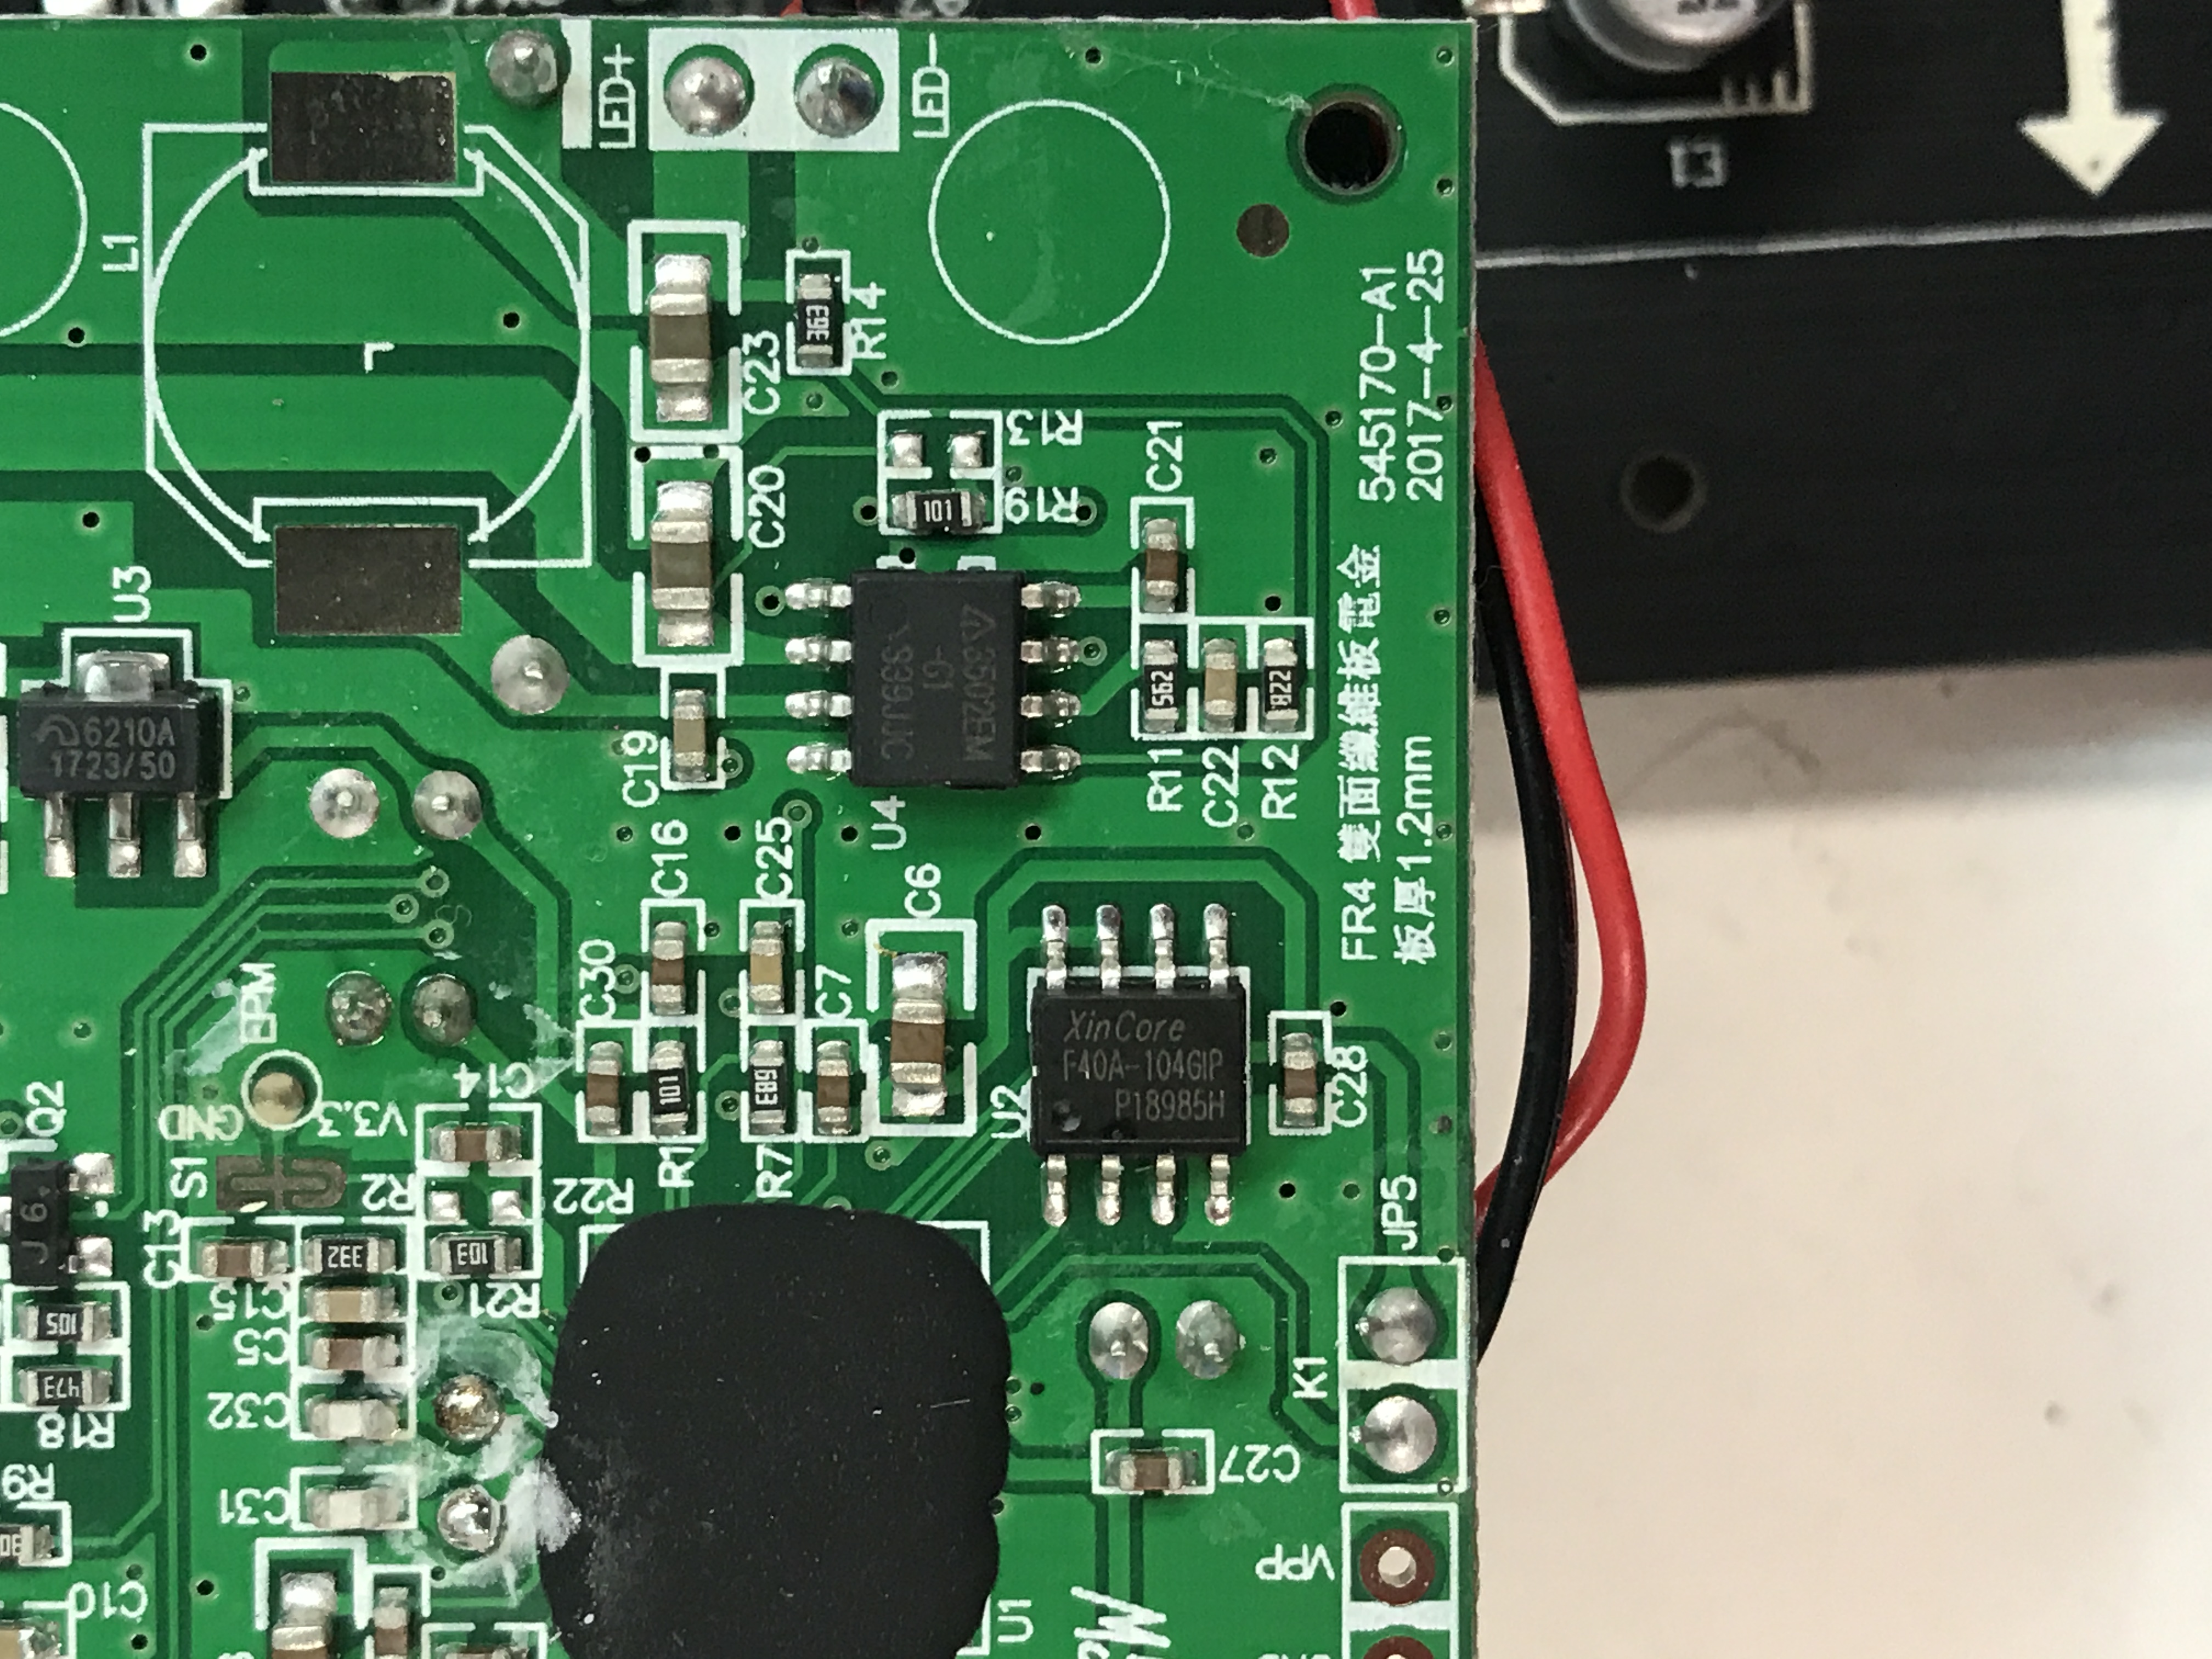 R9
C10
R18
473
105
J6.
Q2
6210A
1723/50
U3
L1
C13
S1
GND
EPM
C31
C32
C5
C15
332
R2
V3.3
R21
103
C14
R22
C30
R1
101
C16
C19
LED+
C20
C23
R7
E89
C25
C7
363
R14
C6
U4
339JJC
-G1
3502EM
101
R19
R13
LED-
U1
U2
XinCore
F40A-104GIP
P18985H
C27
R11
562
C21
C22
R12
822
VPP
K1
C28
JP5
FR4 雙面纖維板電金
板厚1.2mm
545170-A1
2017-4-25
E1